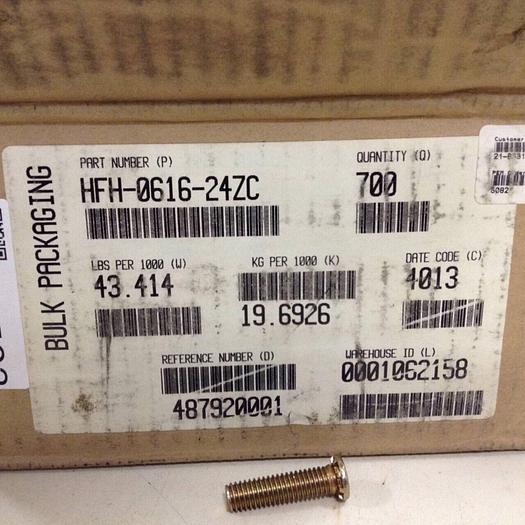 BULK PACKAGING
PART NUMBER (P)
HFH-0616-24ZC
QUANTITY (Q)
700
LBS PER 1000 (W)
43.414
KG PER 1000 (K)
19.6926
DATE CODE (C)
4013
REFERENCE NUMBER (D)
487920001
WAREHOUSE ID (L)
0001062158
Customer